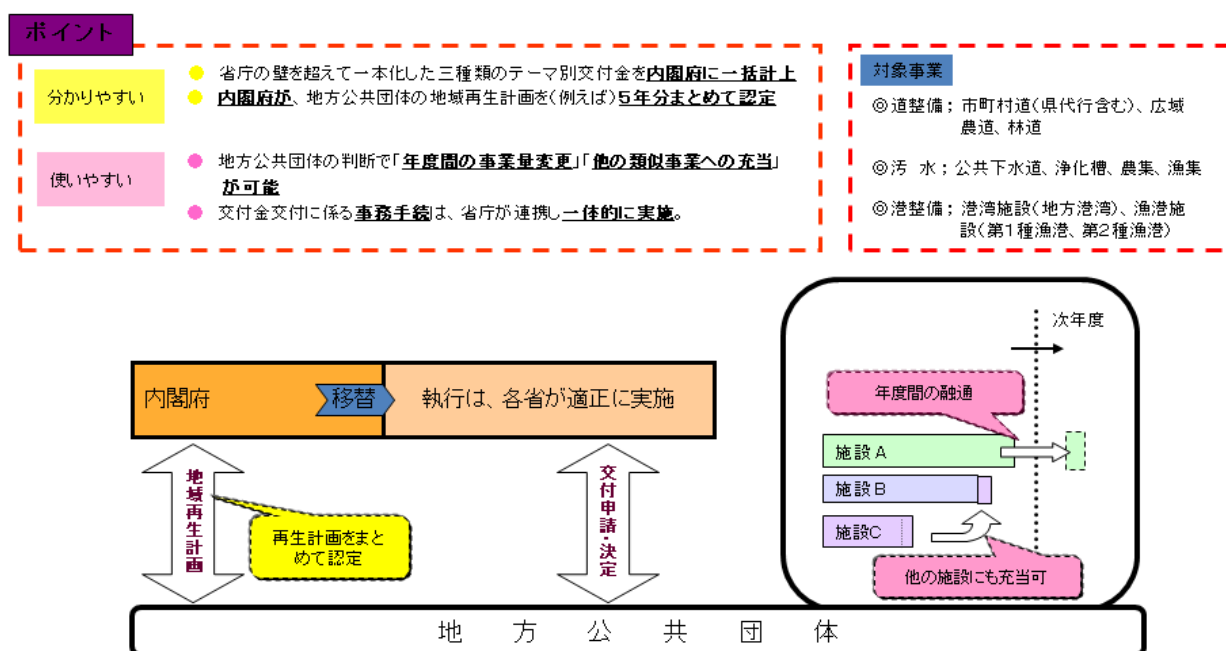 ポイント
分かりやすい
● 省庁の壁を超えて一本化した三種類のテーマ別交付金を内閣府に一括計上
● 内閣府が、地方公共団体の地域再生計画を(例えば)５年分まとめて認定
使いやすい
● 地方公共団体の判断で「年度間の事業量変更」「他の類似事業への充当」
が可能
● 交付金交付に係る事務手続は、省庁が連携し一体的に実施。
対象事業
◎道整備；市町村道(県代行含む)、広域
農道、林道
◎汚 水；公共下水道、浄化槽、農集、漁集
◎港整備；港湾施設(地方港湾)、漁港施
設(第１種漁港、第２種漁港)
内閣府
移替
執行は、各省が適正に実施
地域再生計画
再生計画をまと
めて認定
交付申請・決定
次年度
年度間の融通
施設Ａ
施設Ｂ
施設Ｃ
他の施設にも充当可
地 方 公 共 団 体